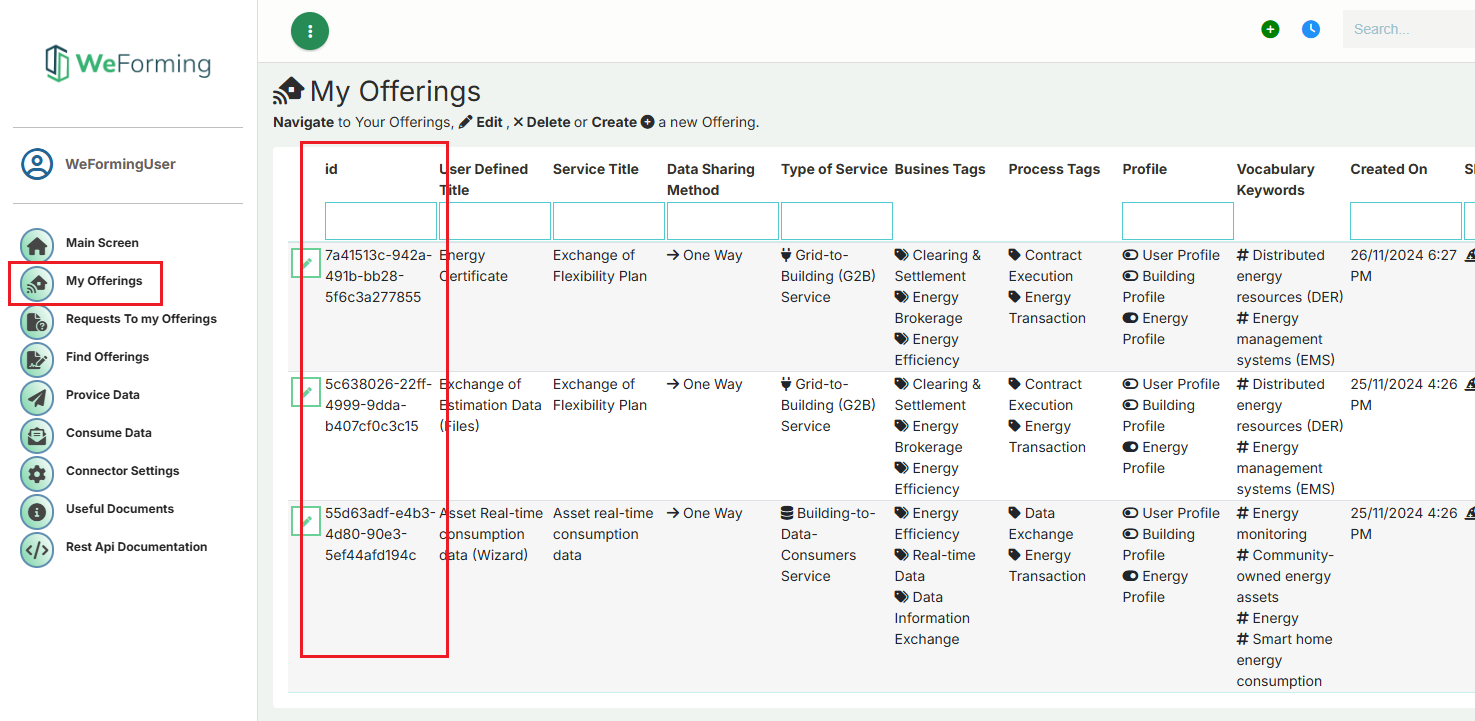 WeForming
WeFormingUser
Main Screen
My Offerings
Requests To my Offerings
Find Offerings
Provice Data
Consume Data
Connector Settings
Useful Documents
Rest Api Documentation
Search...
My Offerings
Navigate to Your Offerings, Edit , Delete or Create a new Offering.
id
User Defined
Title
Service Title
Data Sharing
Method
Type of Service
Busines Tags
Process Tags
Profile
Vocabulary
Keywords
Created On
7a41513c-942a-
491b-bb28-
5f6c3a277855
Energy
Certificate
Exchange of
Flexibility Plan
One Way
Grid-to-
Building (G2B)
Service
Clearing &
Settlement
Energy
Brokerage
Energy
Efficiency
Contract
Execution
Energy
Transaction
User Profile
Building
Profile
Energy
Profile
# Distributed
energy
resources (DER)
# Energy
management
systems (EMS)
26/11/2024 6:27
PM
5c638026-22ff-
4999-9dda-
b407cf0c3c15
Exchange of
Estimation Data
(Files)
Exchange of
Flexibility Plan
One Way
Grid-to-
Building (G2B)
Service
Clearing &
Settlement
Energy
Brokerage
Energy
Efficiency
Contract
Execution
Energy
Transaction
User Profile
Building
Profile
Energy
Profile
# Distributed
energy
resources (DER)
# Energy
management
systems (EMS)
25/11/2024 4:26
PM
55d63adf-e4b3-
4d80-90e3-
5ef44afd194c
Asset Real-time
consumption
data (Wizard)
Asset real-time
consumption
data
One Way
Building-to-
Data-
Consumers
Service
Energy
Efficiency
Real-time
Data
Data
Information
Exchange
Data
Exchange
Energy
Transaction
User Profile
Building
Profile
Energy
Profile
# Energy
monitoring
# Community-
owned energy
assets
# Energy
# Smart home
energy
consumption
25/11/2024 4:26
PM